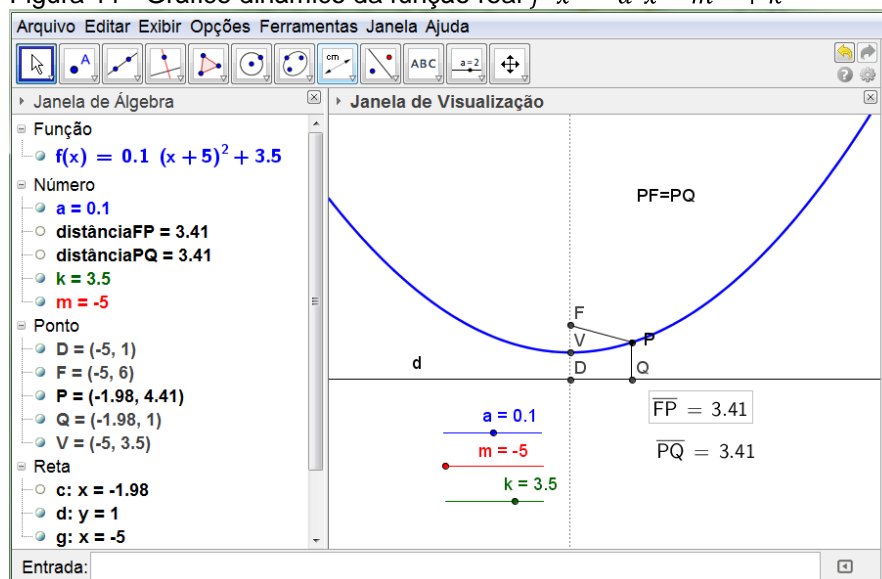 Arquivo Editar Exibir Opções Ferramentas Janela Ajuda
A
cm
ABC
a=2
Janela de Álgebra
Função
f(x) = 0.1 (x + 5)² + 3.5
Número
a = 0.1
distânciaFP = 3.41
distânciaPQ = 3.41
k = 3.5
m = -5
Ponto
D = (-5, 1)
F = (-5, 6)
P = (-1.98, 4.41)
Q = (-1.98, 1)
V = (-5, 3.5)
Reta
c: x = -1.98
d: y = 1
g: x = -5
Janela de Visualização
PF=PQ
F
V
P
d
D
Q
a = 0.1
m = -5
k = 3.5
FP = 3.41
PQ = 3.41
Entrada: